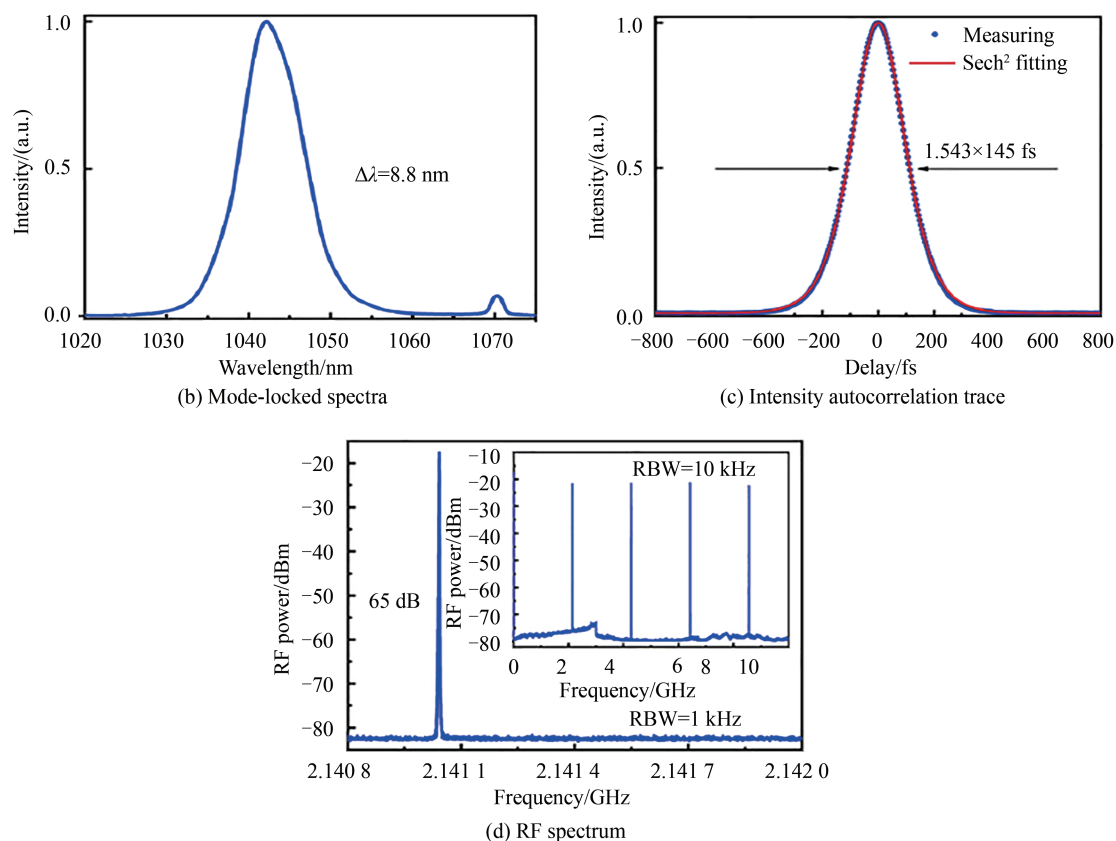 1.0
0.5
0.0
Intensity/(a.u.)
Δλ=8.8 nm
1020 1030 1040 1050 1060 1070
Wavelength/nm
(b) Mode-locked spectra
1.0
0.5
0.0
Intensity/(a.u.)
Measuring
Sech² fitting
1.543×145 fs
−800 −600 −400 −200 0 200 400 600 800
Delay/fs
(c) Intensity autocorrelation trace
−20
−30
−40
−50
−60
−70
−80
RF power/dBm
65 dB
RBW=1 kHz
−10
−20
−30
−40
−50
−60
−70
−80
RF power/dBm
RBW=10 kHz
0 2 4 6 8 10
Frequency/GHz
2.140 8 2.141 1 2.141 4 2.141 7 2.142 0
Frequency/GHz
(d) RF spectrum